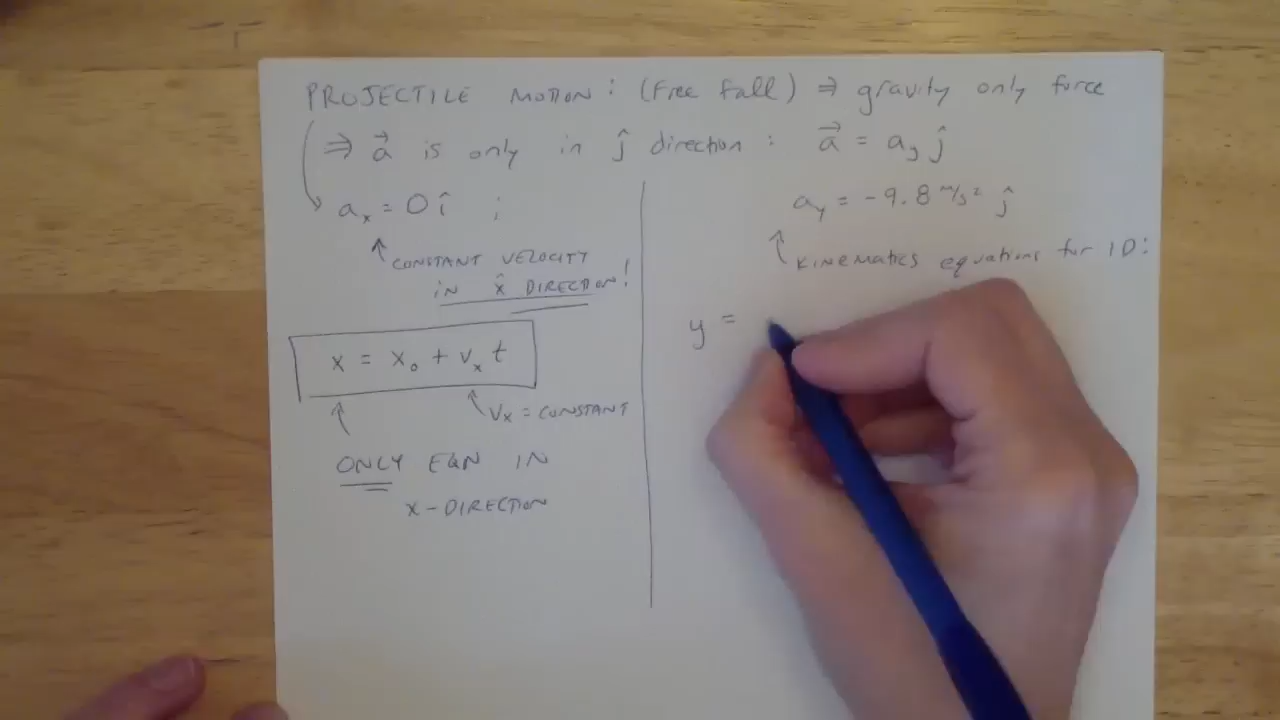 PROJECTILE MOTION: (Free fall) ⇒ gravity only force
⇒ a⃗ is only in ĵ direction : a⃗ = a_y ĵ
a_x = 0 î ;
↑ CONSTANT VELOCITY
IN x̂ DIRECTION!
x = x₀ + v_x t
v_x = CONSTANT
ONLY EQN IN
X-DIRECTION
a_y = -9.8 m/s² ĵ
Kinematics equations for 1D:
y =